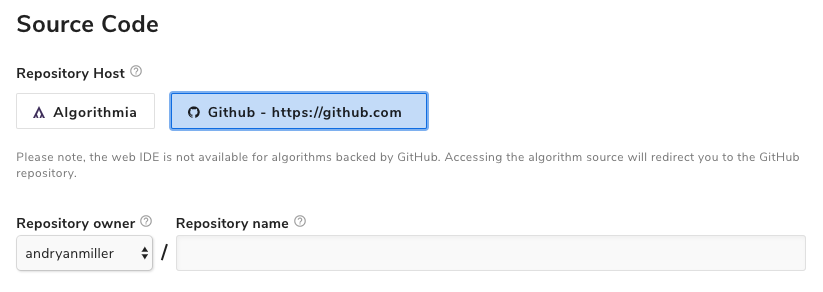 Source Code
Repository Host
Algorithmia
Github - https://github.com
Please note, the web IDE is not available for algorithms backed by GitHub. Accessing the algorithm source will redirect you to the GitHub
repository.
Repository owner
Repository name
andryanmiller
/